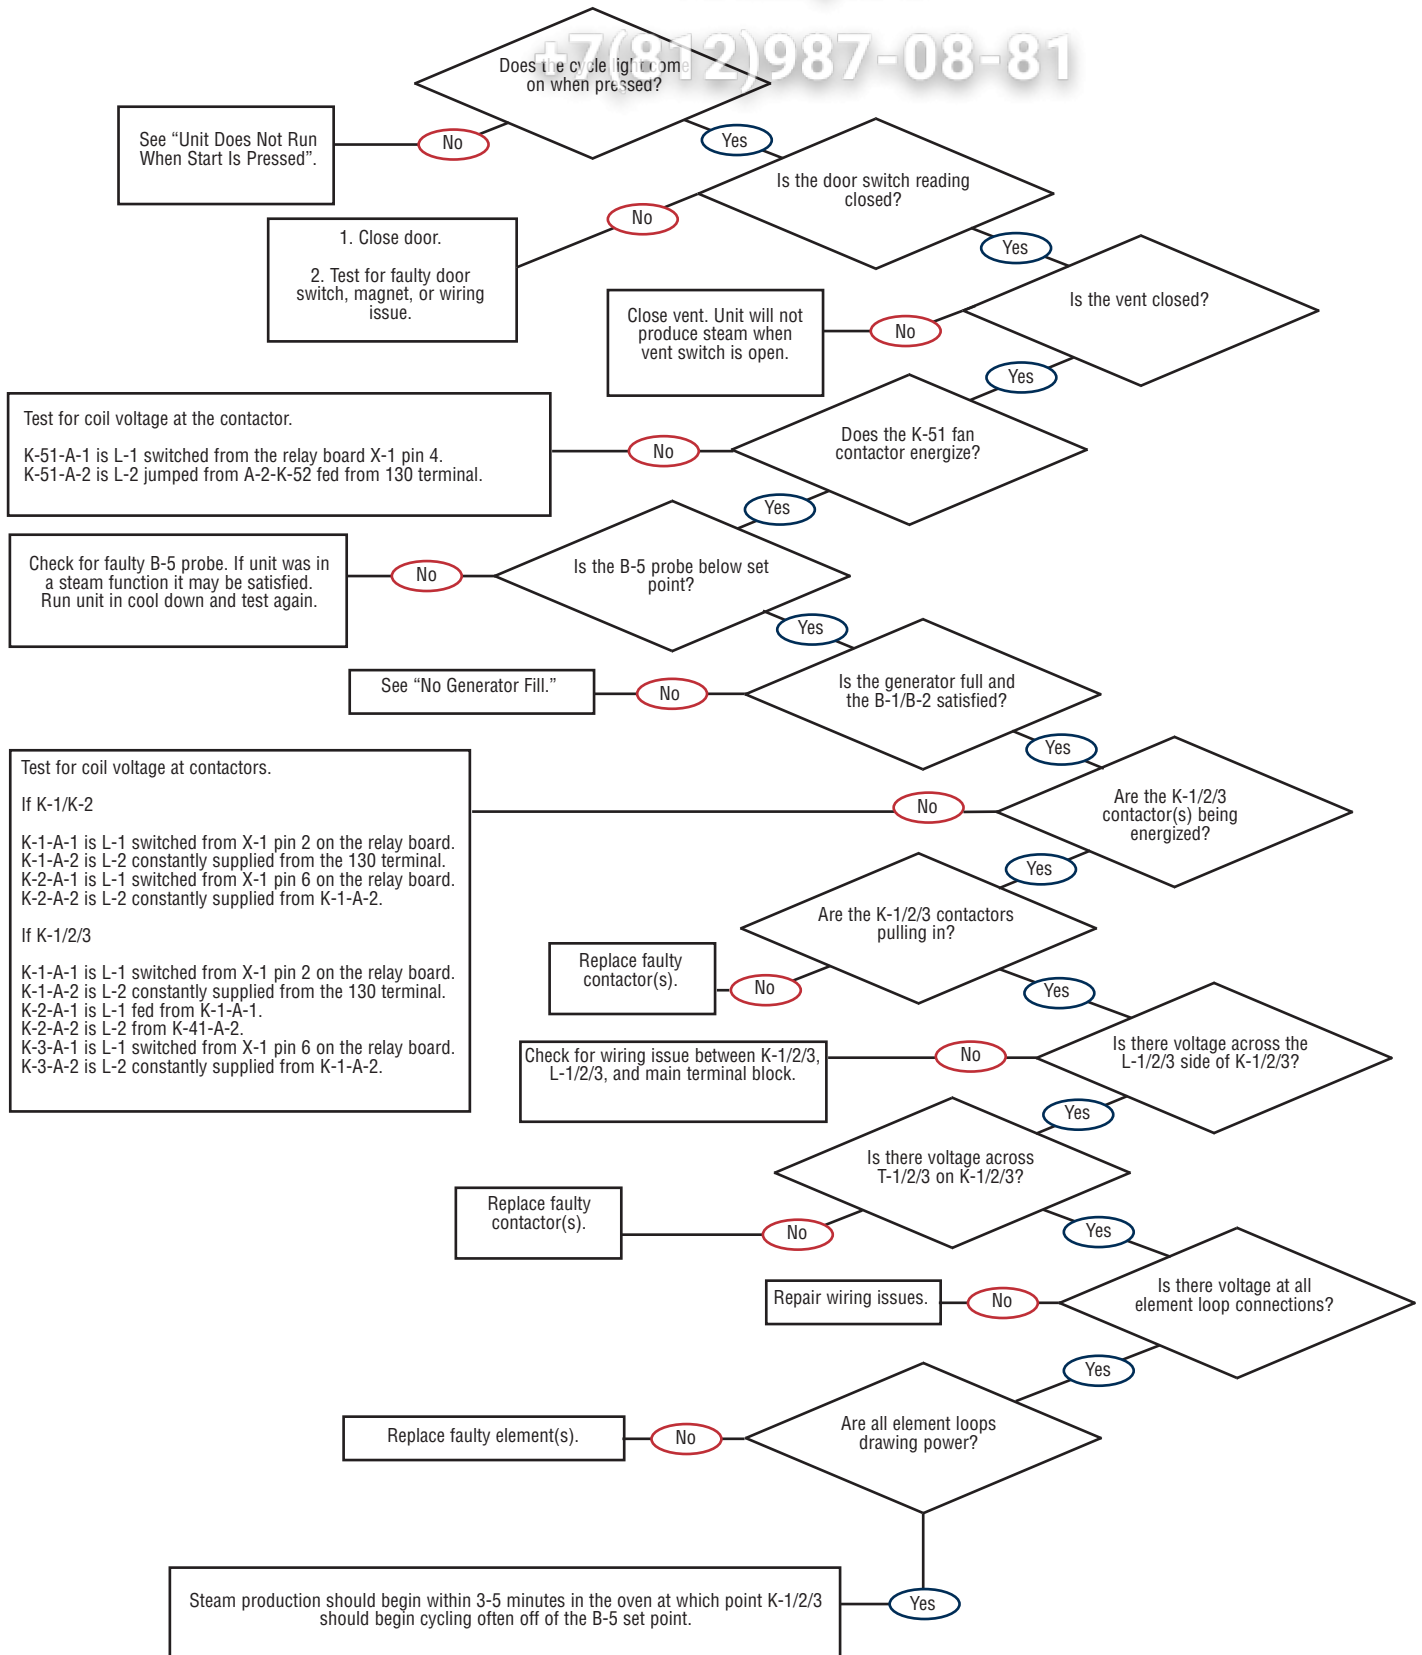 +7(812)987-08-81
Does the cycle light come
on when pressed?
No
Yes
See “Unit Does Not Run
When Start Is Pressed”.
Is the door switch reading
closed?
No
Yes
1. Close door.
2. Test for faulty door
switch, magnet, or wiring
issue.
Is the vent closed?
No
Yes
Close vent. Unit will not
produce steam when
vent switch is open.
Does the K-51 fan
contactor energize?
No
Yes
Test for coil voltage at the contactor.
K-51-A-1 is L-1 switched from the relay board X-1 pin 4.
K-51-A-2 is L-2 jumped from A-2-K-52 fed from 130 terminal.
Is the B-5 probe below set
point?
No
Yes
Check for faulty B-5 probe. If unit was in
a steam function it may be satisfied.
Run unit in cool down and test again.
Is the generator full and
the B-1/B-2 satisfied?
No
Yes
See “No Generator Fill.”
Are the K-1/2/3
contactor(s) being
energized?
No
Yes
Test for coil voltage at contactors.
If K-1/K-2
K-1-A-1 is L-1 switched from X-1 pin 2 on the relay board.
K-1-A-2 is L-2 constantly supplied from the 130 terminal.
K-2-A-1 is L-1 switched from X-1 pin 6 on the relay board.
K-2-A-2 is L-2 constantly supplied from K-1-A-2.
If K-1/2/3
K-1-A-1 is L-1 switched from X-1 pin 2 on the relay board.
K-1-A-2 is L-2 constantly supplied from the 130 terminal.
K-2-A-1 is L-1 fed from K-1-A-1.
K-2-A-2 is L-2 from K-41-A-2.
K-3-A-1 is L-1 switched from X-1 pin 6 on the relay board.
K-3-A-2 is L-2 constantly supplied from K-1-A-2.
Are the K-1/2/3 contactors
pulling in?
No
Yes
Replace faulty
contactor(s).
Is there voltage across the
L-1/2/3 side of K-1/2/3?
No
Yes
Check for wiring issue between K-1/2/3,
L-1/2/3, and main terminal block.
Is there voltage across
T-1/2/3 on K-1/2/3?
No
Yes
Replace faulty
contactor(s).
Is there voltage at all
element loop connections?
No
Yes
Repair wiring issues.
Are all element loops
drawing power?
No
Yes
Replace faulty element(s).
Steam production should begin within 3-5 minutes in the oven at which point K-1/2/3
should begin cycling often off of the B-5 set point.